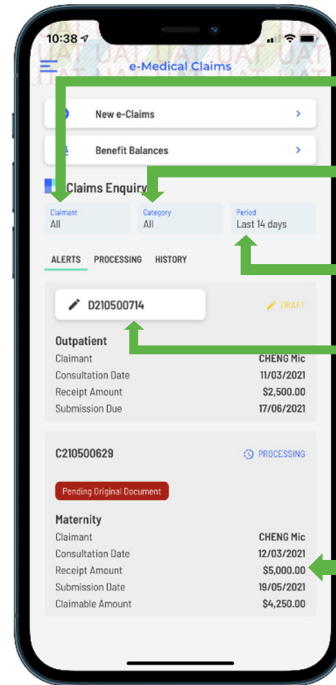 10:38
e-Medical Claims
New e-Claims
Benefit Balances
Claims Enquiry
Claimant Category Period
All All Last 14 days
ALERTS PROCESSING HISTORY
D210500714 DRAFT
Outpatient
Claimant CHENG Mic
Consultation Date 11/03/2021
Receipt Amount $2,500.00
Submission Due 17/06/2021
C210500629 PROCESSING
Pending Original Document
Maternity
Claimant CHENG Mic
Consultation Date 12/03/2021
Receipt Amount $5,000.00
Submission Date 19/05/2021
Claimable Amount $4,250.00